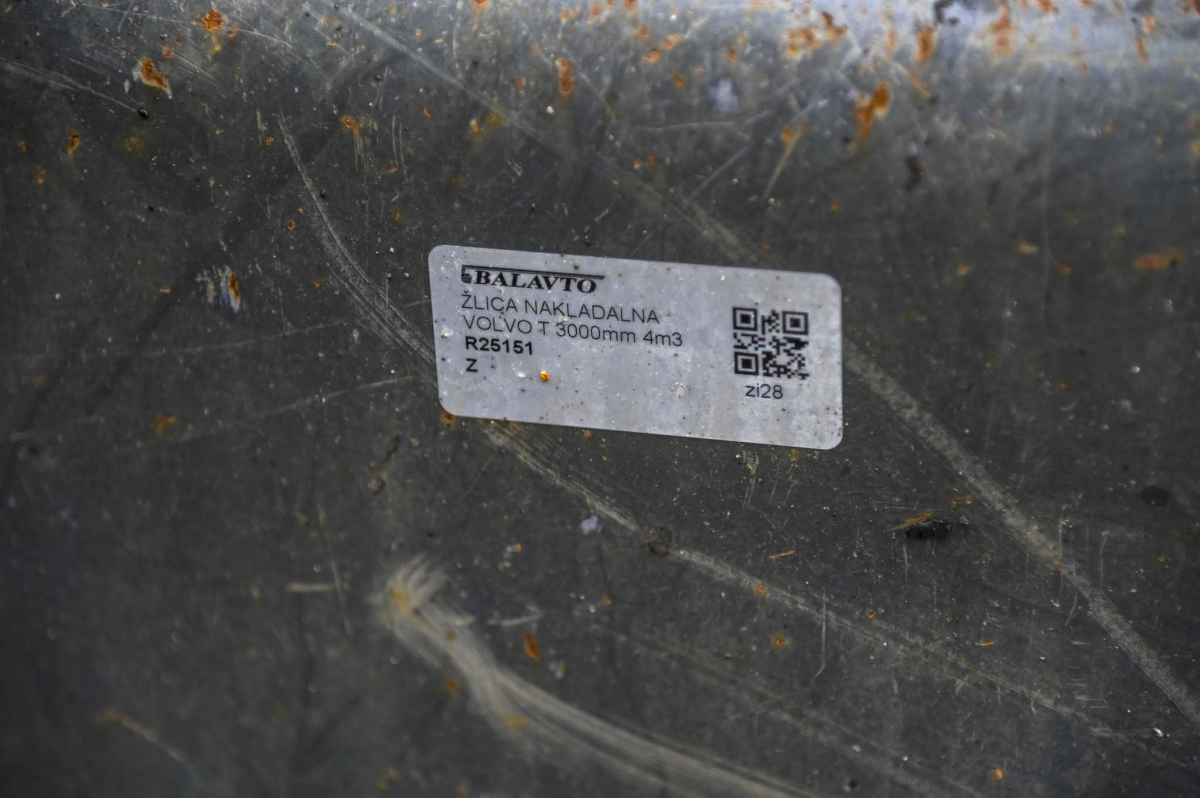 BALAVTO
ŽLICA NAKLADALNA
VOLVO T 3000mm 4m3
R25151
Z
zi28